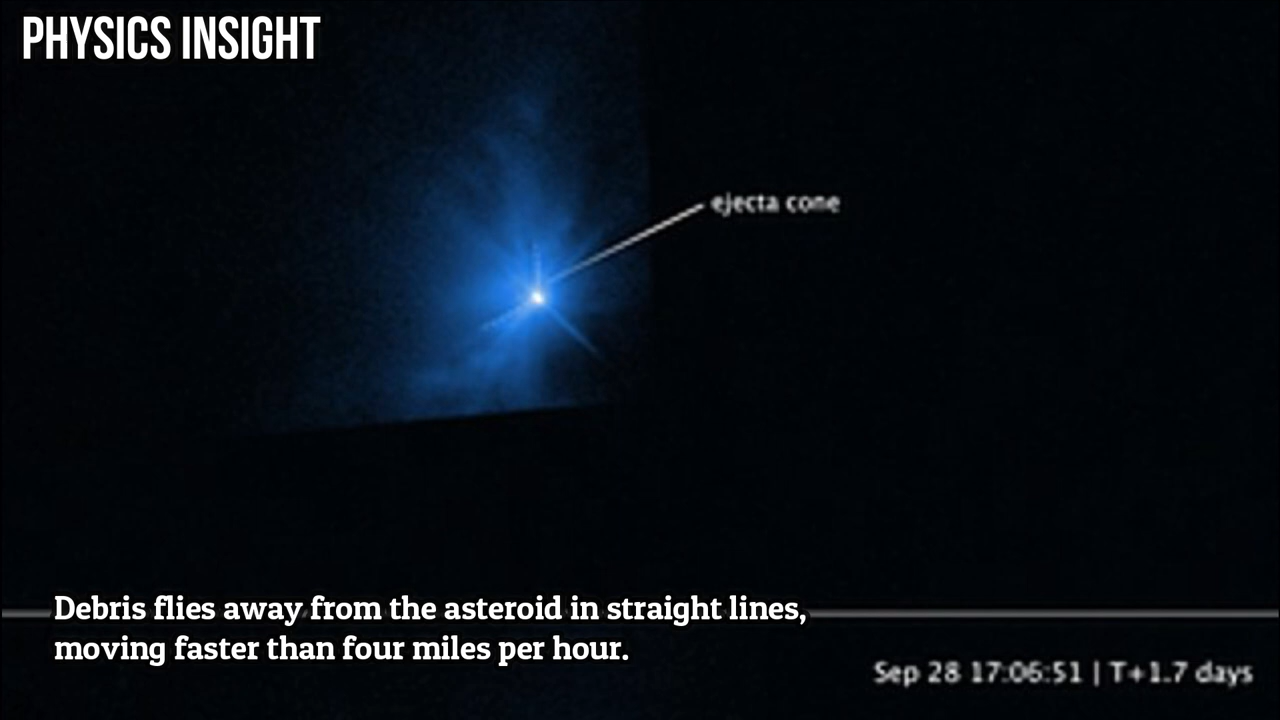 PHYSICS INSIGHT
ejecta cone
Debris flies away from the asteroid in straight lines,
moving faster than four miles per hour.
Sep 28 17:06:51 | T+1.7 days